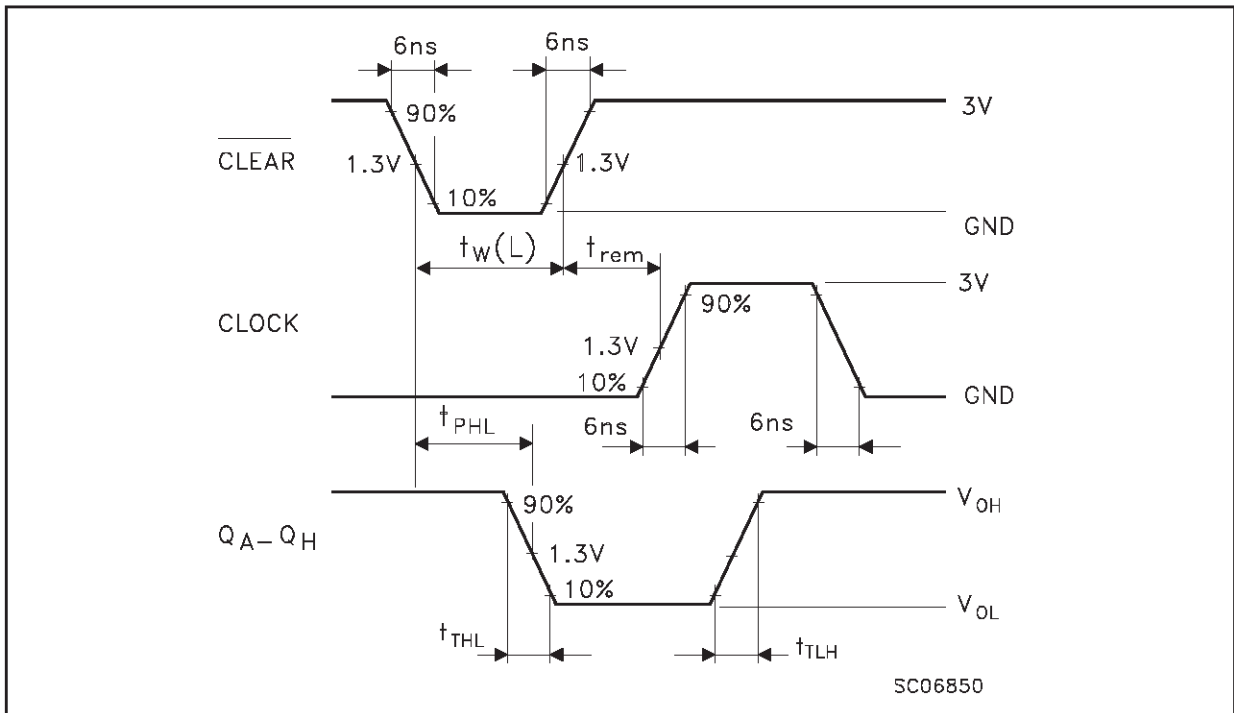 6ns 6ns
90% 3V
CLEAR
1.3V 1.3V
10%
GND
tW(L) trem
3V
90%
CLOCK
1.3V
10%
GND
tPHL
6ns 6ns
90% VOH
QA–QH
1.3V
10%
VOL
tTHL tTLH
SC06850